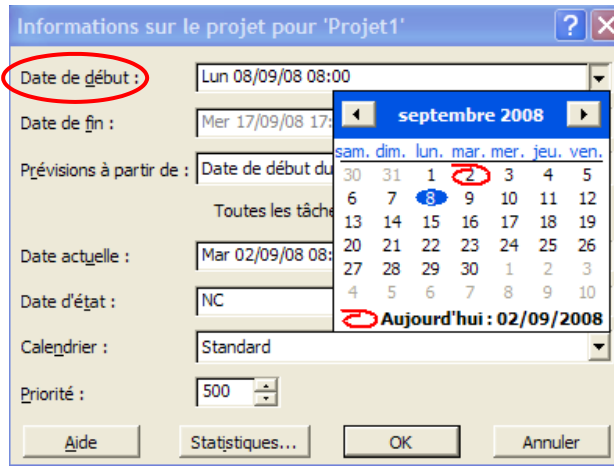 Informations sur le projet pour 'Projet1'
Date de début : Lun 08/09/08 08:00
Date de fin : Mer 17/09/08 17:
septembre 2008
sam. dim. lun. mar. mer. jeu. ven.
30 31 1 2 3 4 5
6 7 8 9 10 11 12
13 14 15 16 17 18 19
20 21 22 23 24 25 26
27 28 29 30 1 2 3
4 5 6 7 8 9 10
Aujourd'hui : 02/09/2008
Prévisions à partir de : Date de début du
Toutes les tâche
Date actuelle : Mar 02/09/08 08:
Date d'état : NC
Calendrier : Standard
Priorité : 500
Aide Statistiques... OK Annuler